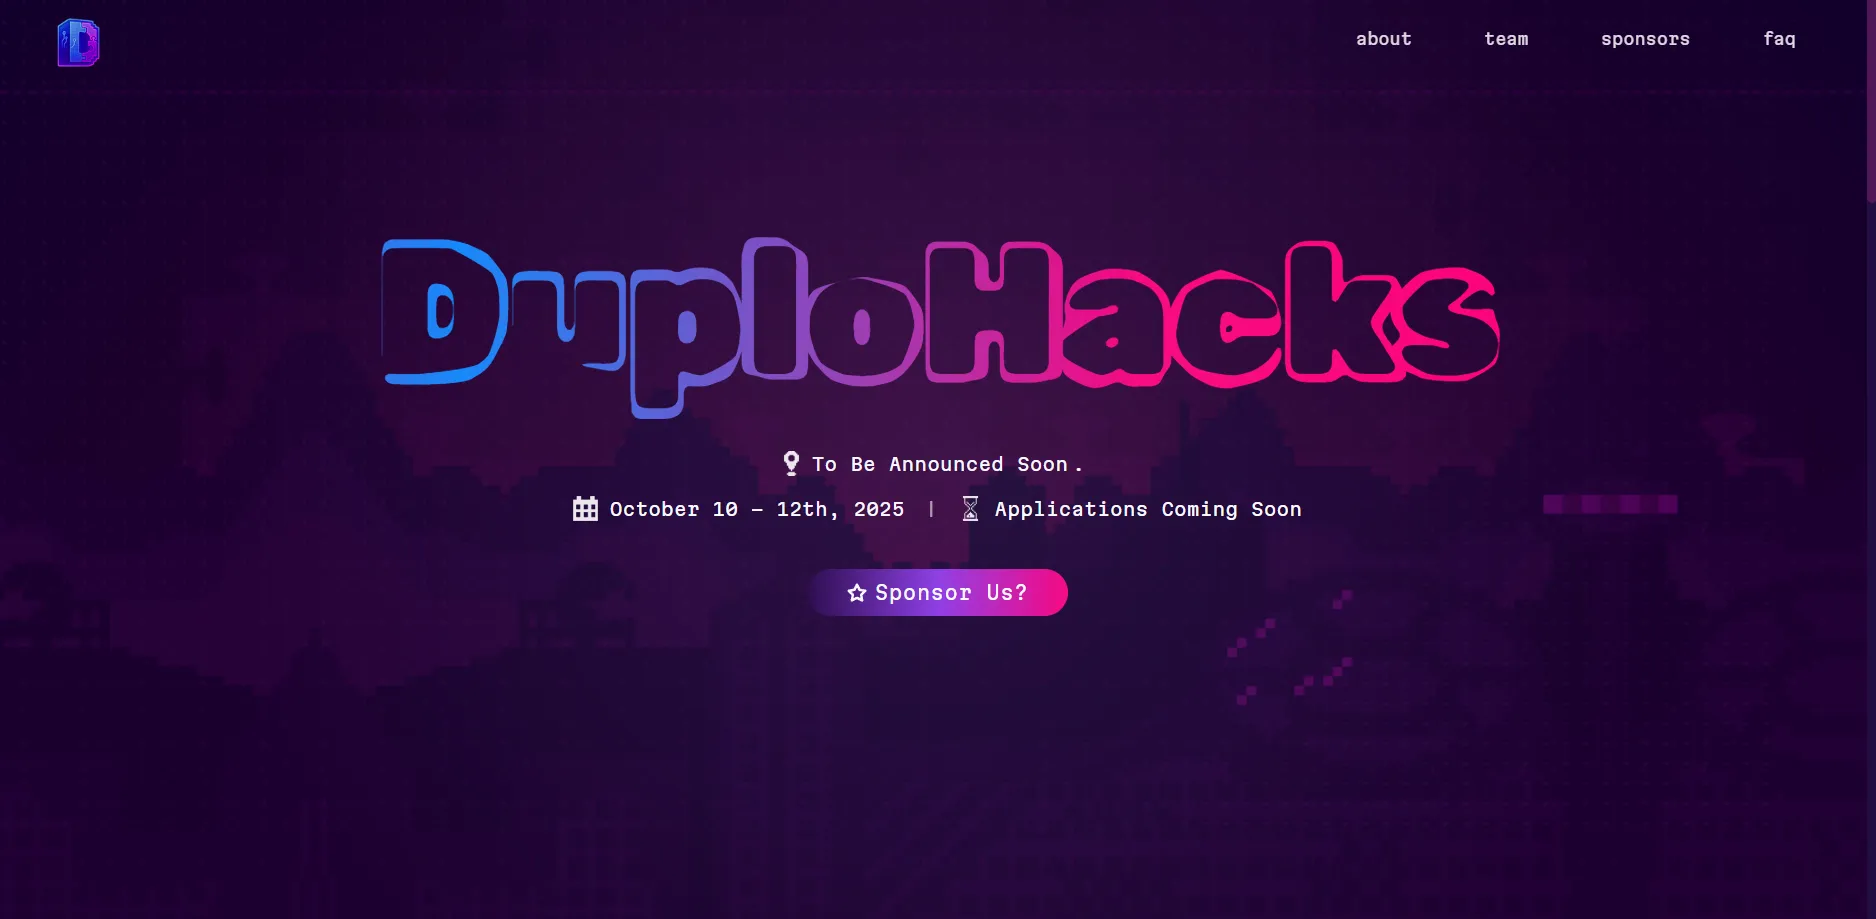 D
about team sponsors faq
DuploHacks
To Be Announced Soon.
October 10 - 12th, 2025 | Applications Coming Soon
Sponsor Us?